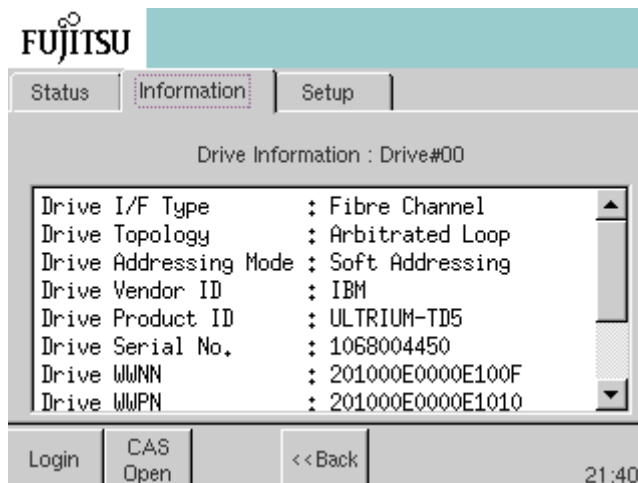 FUJITSU
Status Information Setup
Drive Information : Drive#00
Drive I/F Type : Fibre Channel
Drive Topology : Arbitrated Loop
Drive Addressing Mode : Soft Addressing
Drive Vendor ID : IBM
Drive Product ID : ULTRIUM-TD5
Drive Serial No. : 1068004450
Drive WWNN : 201000E0000E100F
Drive WWPN : 201000E0000E1010
Login CAS Open <<Back 21:40